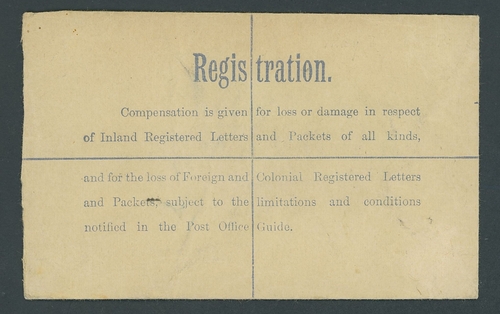 Registration.
Compensation is given for loss or damage in respect
of Inland Registered Letters and Packets of all kinds,
and for the loss of Foreign and Colonial Registered Letters
and Packets, subject to the limitations and conditions
notified in the Post Office Guide.